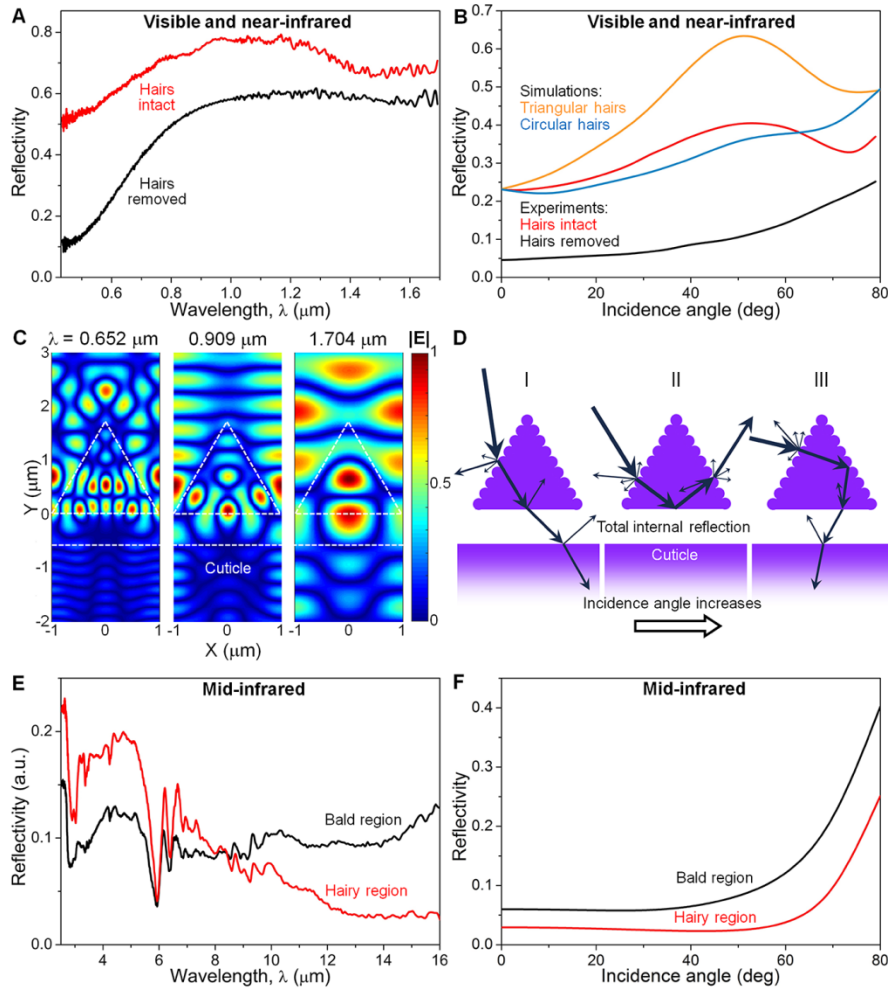 A
Visible and near-infrared
0.8
0.6
0.4
0.2
0.0
Reflectivity
Hairs
intact
Hairs
removed
0.6 0.8 1.0 1.2 1.4 1.6
Wavelength, λ (μm)
B
Visible and near-infrared
0.7
0.6
0.5
0.4
0.3
0.2
0.1
0.0
Reflectivity
Simulations:
Triangular hairs
Circular hairs
Experiments:
Hairs intact
Hairs removed
0 20 40 60 80
Incidence angle (deg)
C
λ = 0.652 μm 0.909 μm 1.704 μm |E|
3
2
1
0
-1
-2
Y (μm)
Cuticle
1
0.5
0
-1 0 1 -1 0 1 -1 0 1
X (μm)
D
I II III
Total internal reflection
Cuticle
Incidence angle increases
E
Mid-infrared
0.2
0.1
0.0
Reflectivity (a.u.)
Bald region
Hairy region
4 6 8 10 12 14 16
Wavelength, λ (μm)
F
Mid-infrared
0.4
0.3
0.2
0.1
0.0
Reflectivity
Bald region
Hairy region
0 20 40 60 80
Incidence angle (deg)